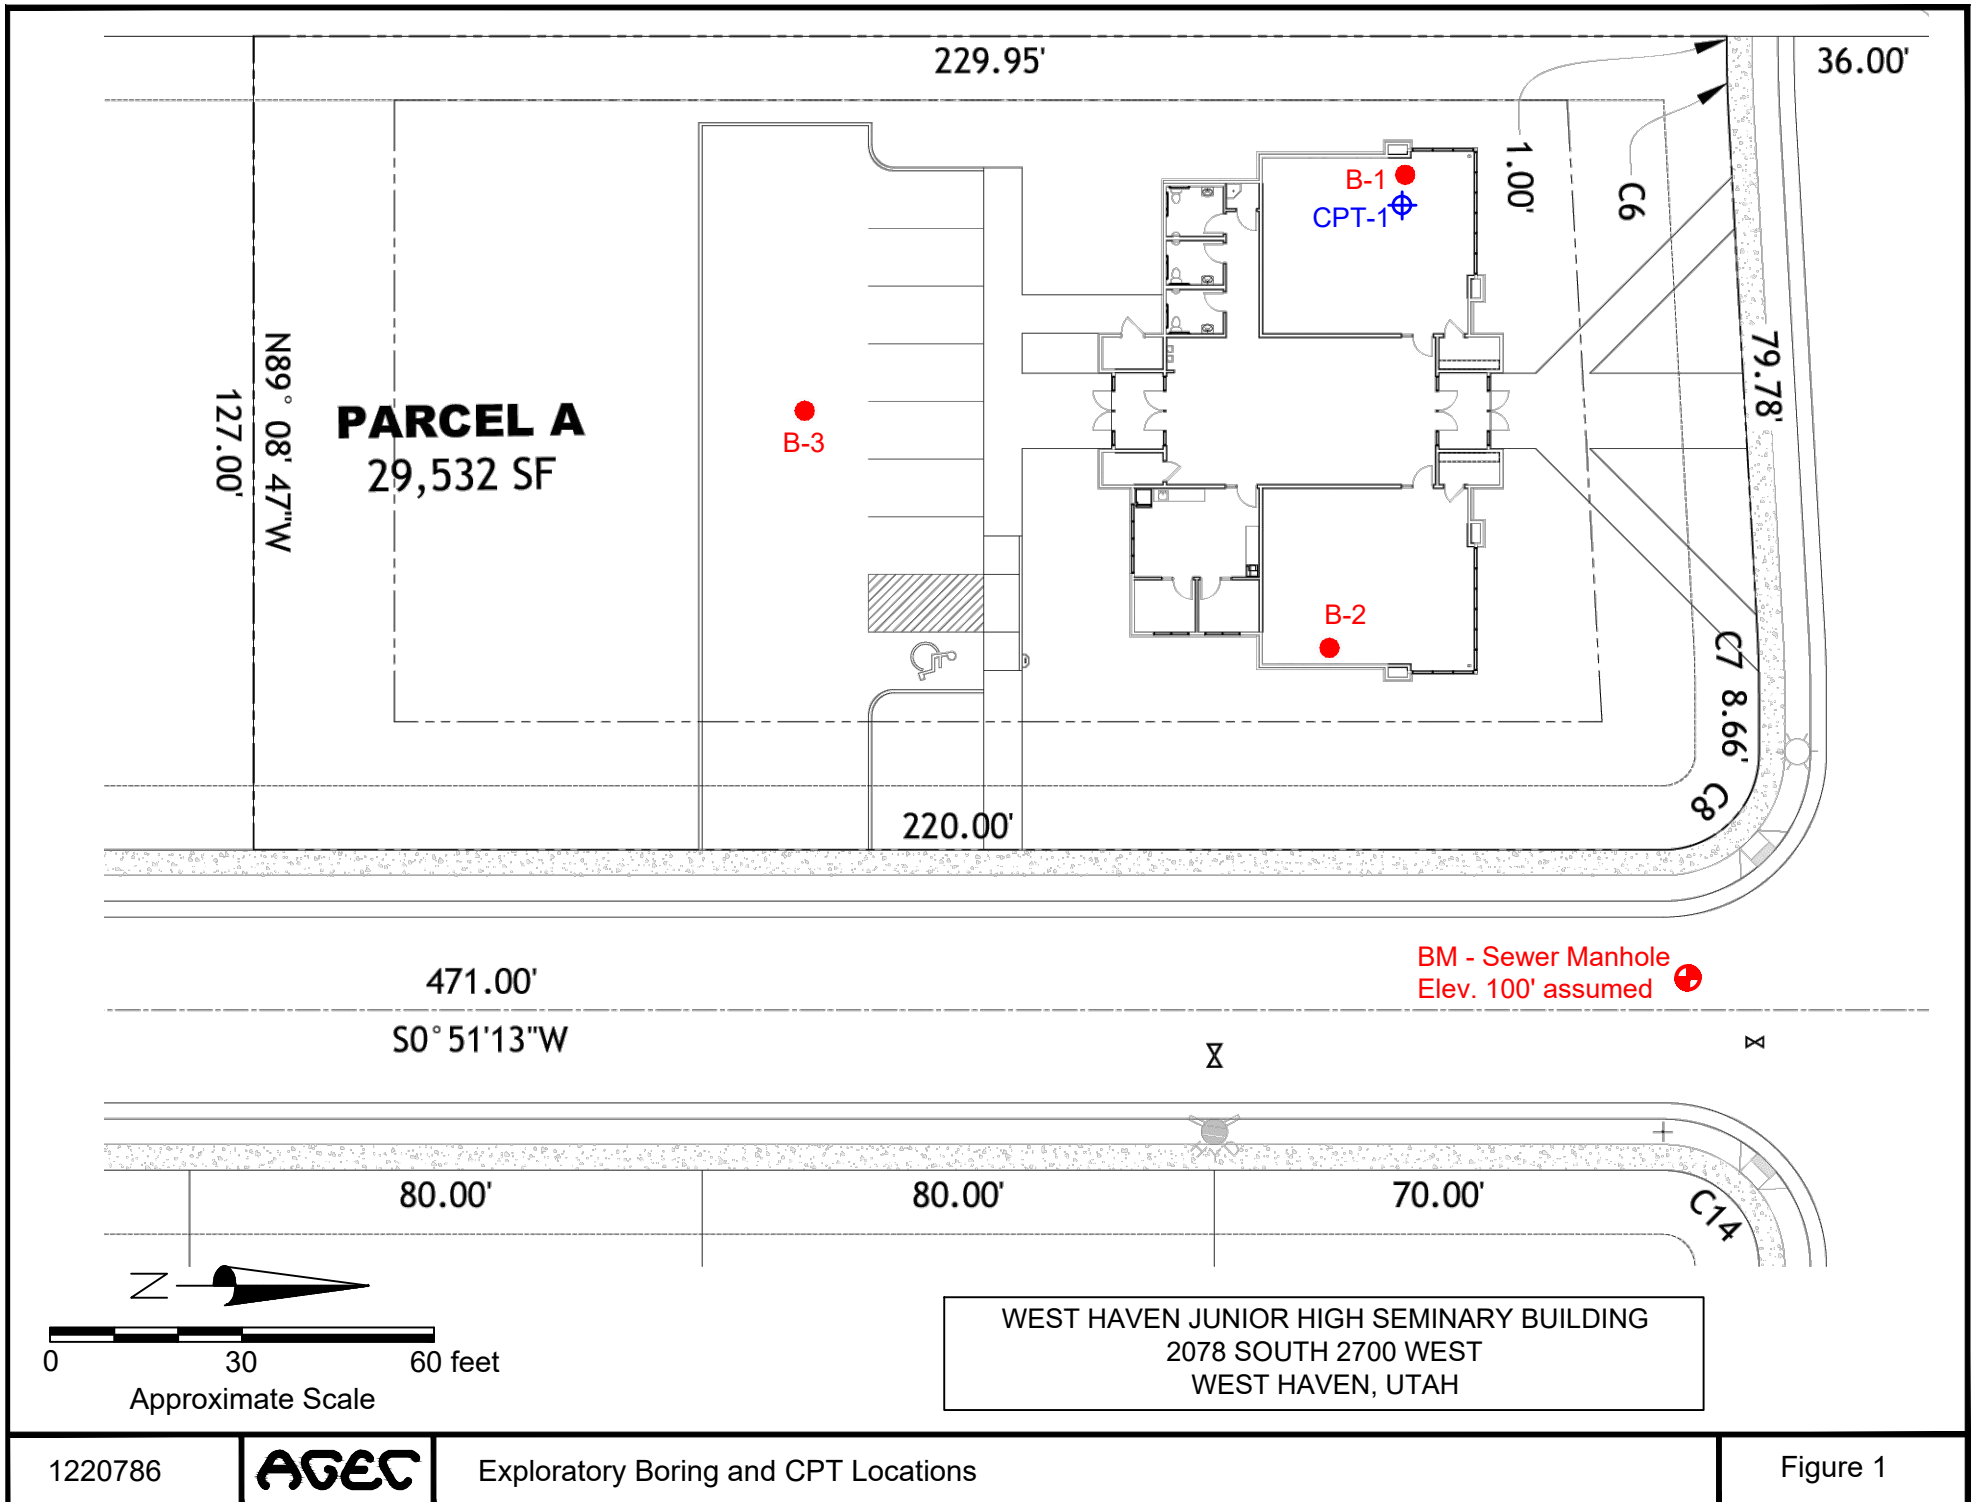 229.95'
36.00'
1.00'
C6
B-1
CPT-1
N89° 08' 47"W
127.00'
PARCEL A
29,532 SF
B-3
79.78'
B-2
C7 8.66'
C8
220.00'
BM - Sewer Manhole
Elev. 100' assumed
471.00'
S0°51'13"W
80.00'
80.00'
70.00'
C14
N
0 30 60 feet
Approximate Scale
WEST HAVEN JUNIOR HIGH SEMINARY BUILDING
2078 SOUTH 2700 WEST
WEST HAVEN, UTAH
1220786
AGEC
Exploratory Boring and CPT Locations
Figure 1